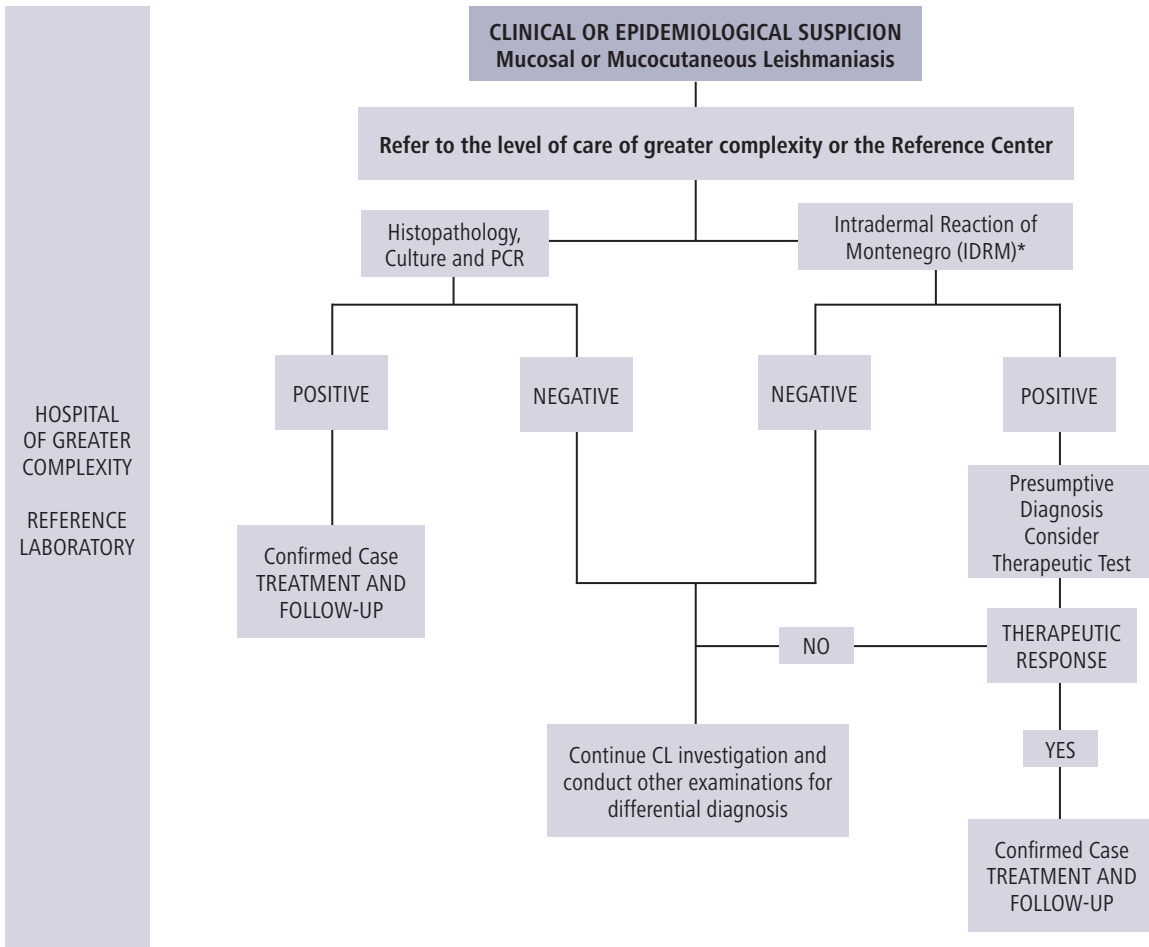 CLINICAL OR EPIDEMIOLOGICAL SUSPICION
Mucosal or Mucocutaneous Leishmaniasis
Refer to the level of care of greater complexity or the Reference Center
Histopathology,
Culture and PCR
Intradermal Reaction of
Montenegro (IDRM)*
POSITIVE
NEGATIVE
NEGATIVE
POSITIVE
HOSPITAL
OF GREATER
COMPLEXITY
REFERENCE
LABORATORY
Presumptive
Diagnosis
Consider
Therapeutic Test
Confirmed Case
TREATMENT AND
FOLLOW-UP
NO
THERAPEUTIC
RESPONSE
Continue CL investigation and
conduct other examinations for
differential diagnosis
YES
Confirmed Case
TREATMENT AND
FOLLOW-UP